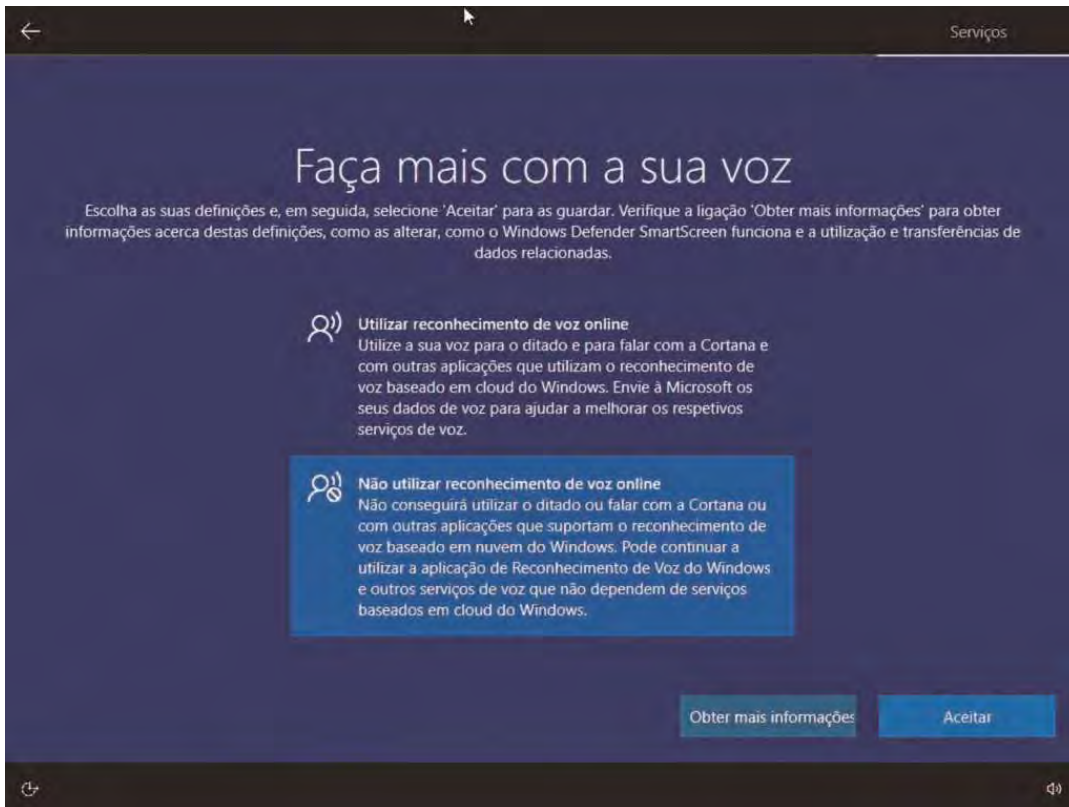 Serviços
Faça mais com a sua voz
Escolha as suas definições e, em seguida, selecione 'Aceitar' para as guardar. Verifique a ligação 'Obter mais informações' para obter
informações acerca destas definições, como as alterar, como o Windows Defender SmartScreen funciona e a utilização e transferências de
dados relacionadas.
Utilizar reconhecimento de voz online
Utilize a sua voz para o ditado e para falar com a Cortana e
com outras aplicações que utilizam o reconhecimento de
voz baseado em cloud do Windows. Envie à Microsoft os
seus dados de voz para ajudar a melhorar os respetivos
serviços de voz.
Não utilizar reconhecimento de voz online
Não conseguirá utilizar o ditado ou falar com a Cortana ou
com outras aplicações que suportam o reconhecimento de
voz baseado em nuvem do Windows. Pode continuar a
utilizar a aplicação de Reconhecimento de Voz do Windows
e outros serviços de voz que não dependem de serviços
baseados em cloud do Windows.
Obter mais informações
Aceitar